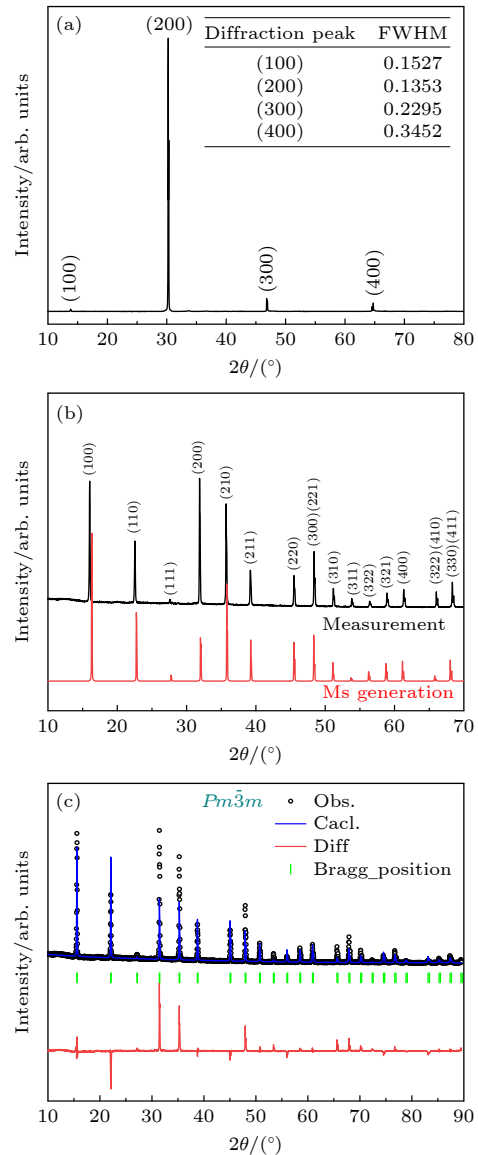 (a)
(200)
Diffraction peak FWHM
(100) 0.1527
(200) 0.1353
(300) 0.2295
(400) 0.3452
(100)
(300)
(400)
Intensity/arb. units
10 20 30 40 50 60 70 80
2θ/(°)
(b)
(100)
(110)
(111)
(200)
(210)
(211)
(220)
(300)(221)
(310)
(311)
(322)
(321)
(400)
(322)(410)
(330)(411)
Measurement
Ms generation
Intensity/arb. units
10 20 30 40 50 60 70
2θ/(°)
(c)
Pm3̄m
Obs.
Cacl.
Diff
Bragg_position
Intensity/arb. units
10 20 30 40 50 60 70 80 90
2θ/(°)